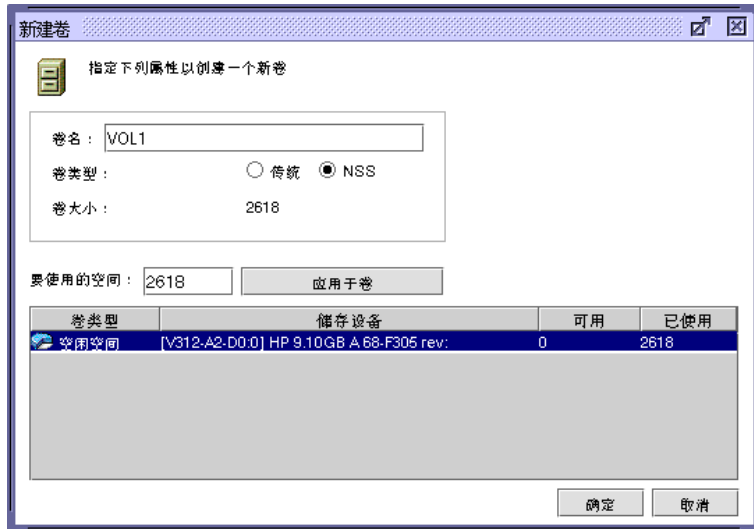 新建卷
指定下列属性以创建一个新卷
卷名： VOL1
卷类型： 传统 NSS
卷大小： 2618
要使用的空间： 2618 应用于卷
卷类型 储存设备 可用 已使用
空闲空间 [V312-A2-D0:0] HP 9.10GB A 68-F305 rev: 0 2618
确定 取消